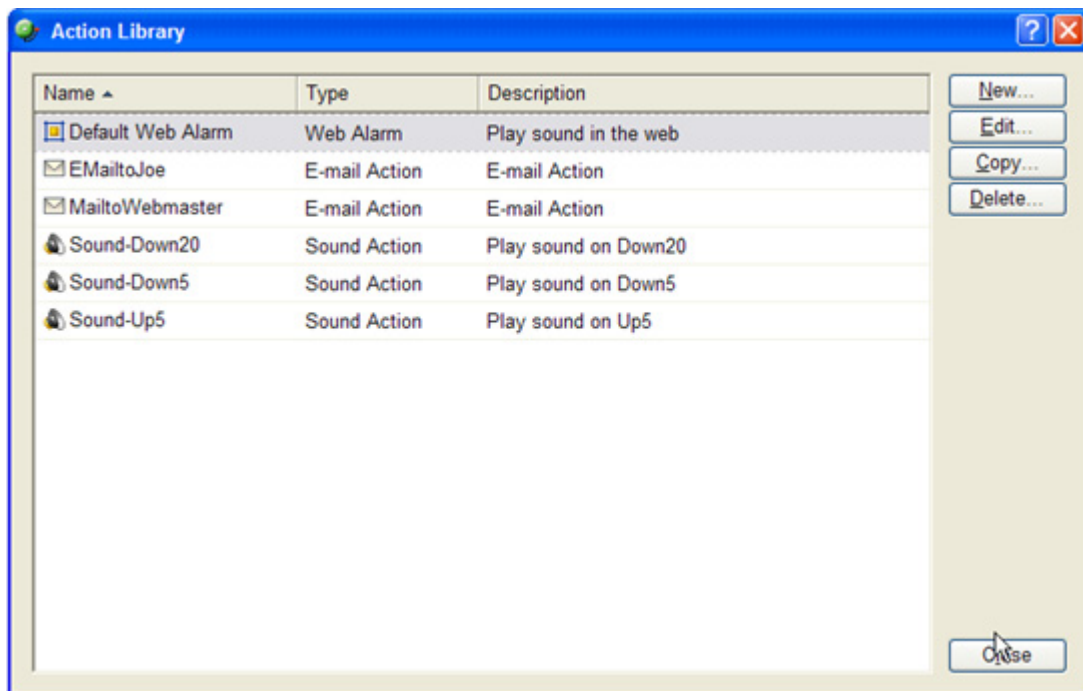 Action Library
Name Type Description
Default Web Alarm Web Alarm Play sound in the web
EMailtoJoe E-mail Action E-mail Action
MailtoWebmaster E-mail Action E-mail Action
Sound-Down20 Sound Action Play sound on Down20
Sound-Down5 Sound Action Play sound on Down5
Sound-Up5 Sound Action Play sound on Up5
New...
Edit...
Copy...
Delete...
Close